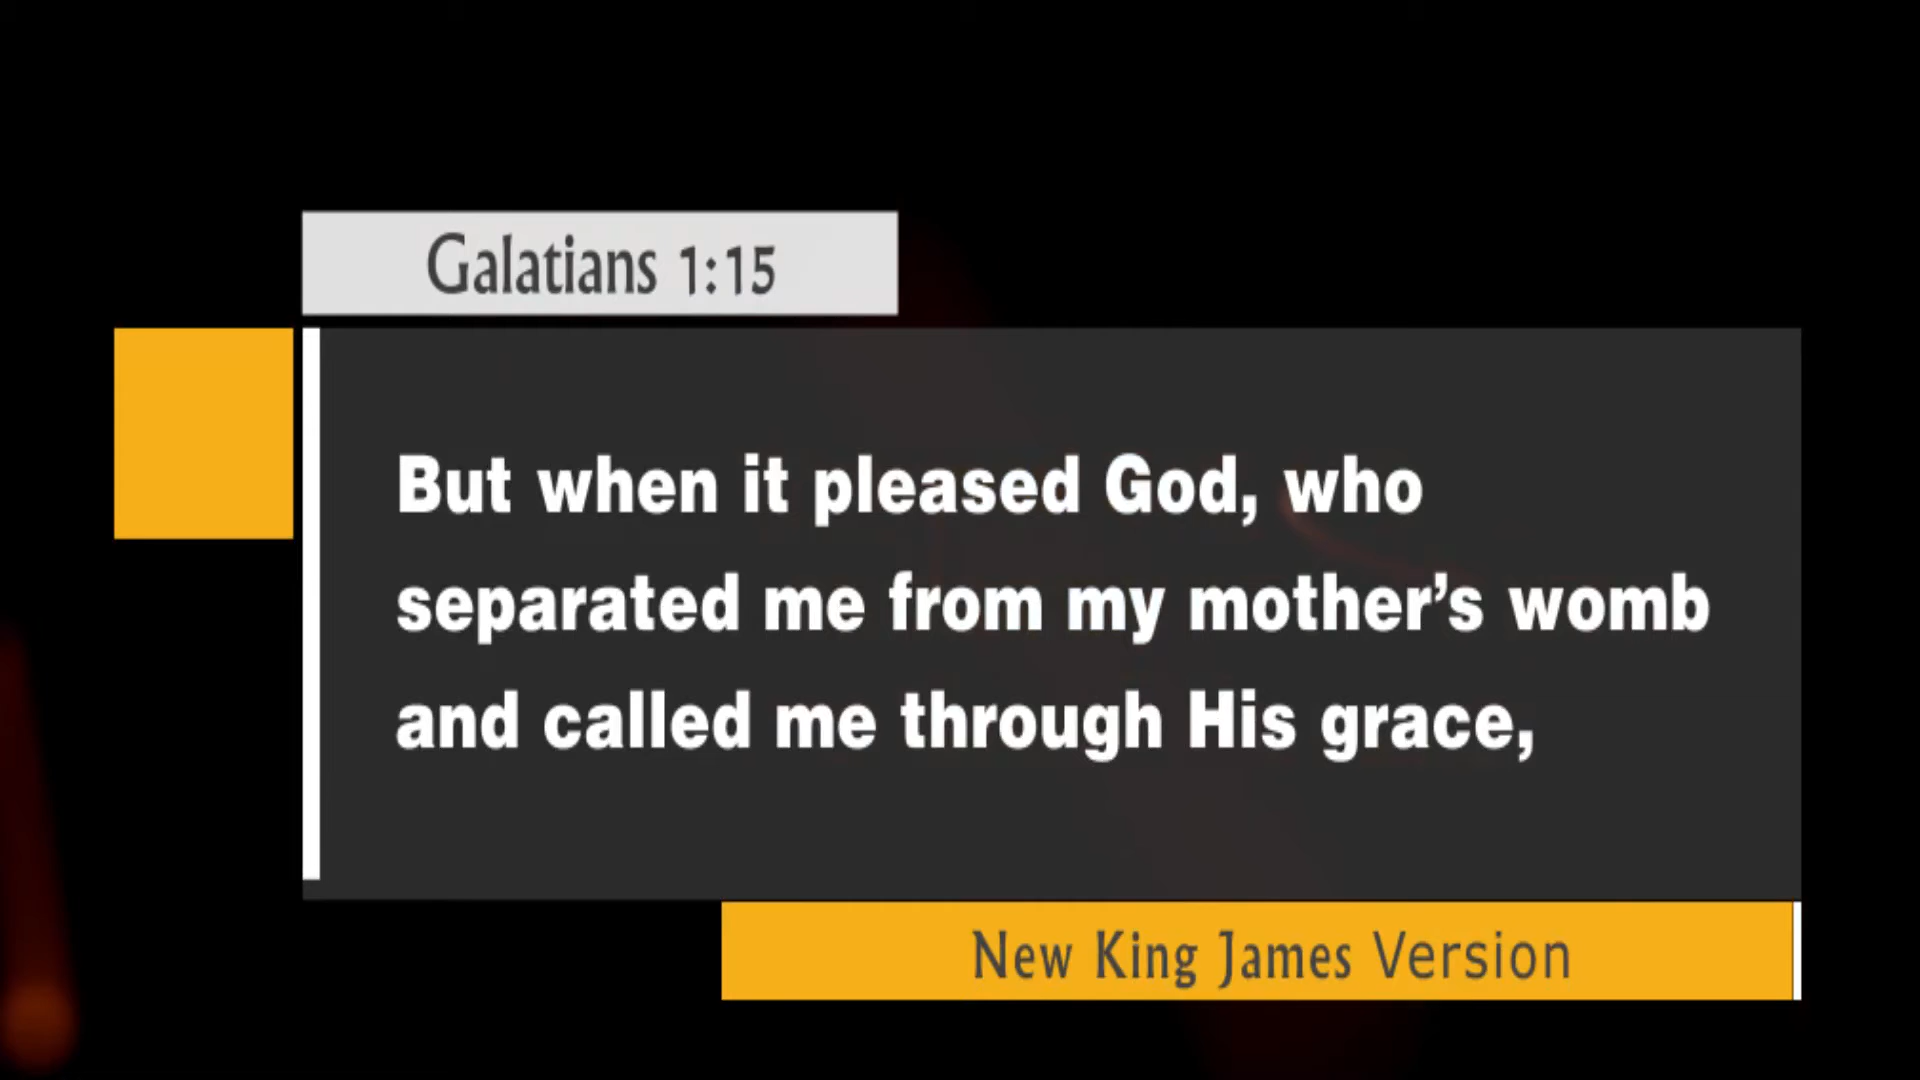 Galatians 1:15
But when it pleased God, who
separated me from my mother’s womb
and called me through His grace,
New King James Version